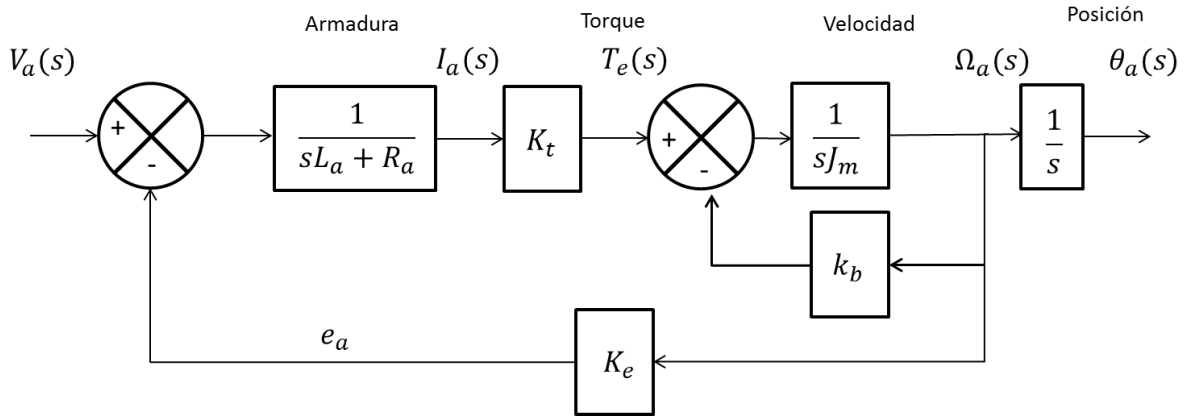 Armadura
Torque
Velocidad
Posición
V_a(s)
I_a(s)
T_e(s)
Ω_a(s)
θ_a(s)
+
-
1
sL_a + R_a
K_t
+
-
1
sJ_m
1
s
k_b
e_a
K_e